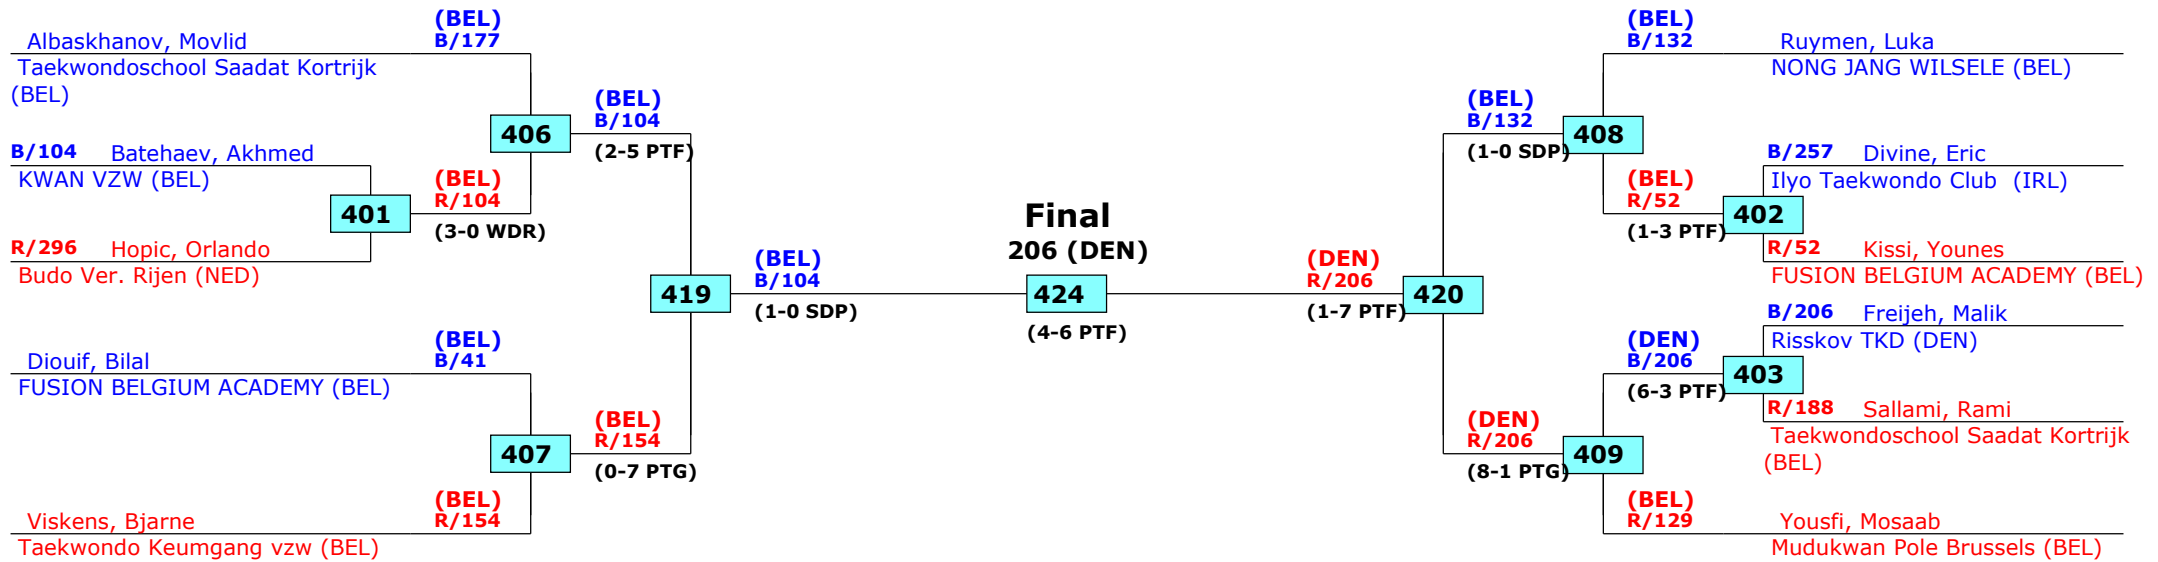 (BEL)
B/177
Albaskhanov, Movlid
Taekwondoschool Saadat Kortrijk
(BEL)
406
(BEL)
B/104
(2-5 PTF)
B/104 Batehaev, Akhmed
KWAN VZW (BEL)
401
(BEL)
R/104
(3-0 WDR)
R/296 Hopic, Orlando
Budo Ver. Rijen (NED)
419
(BEL)
B/104
(1-0 SDP)
(BEL)
B/41
Diouif, Bilal
FUSION BELGIUM ACADEMY (BEL)
407
(BEL)
R/154
(0-7 PTG)
(BEL)
R/154
Viskens, Bjarne
Taekwondo Keumgang vzw (BEL)
Final
206 (DEN)
424
(4-6 PTF)
(DEN)
R/206
(1-7 PTF)
420
(BEL)
B/132
(1-0 SDP)
408
(BEL)
B/132
Ruymen, Luka
NONG JANG WILSELE (BEL)
(BEL)
R/52
(1-3 PTF)
402
B/257 Divine, Eric
Ilyo Taekwondo Club  (IRL)
R/52 Kissi, Younes
FUSION BELGIUM ACADEMY (BEL)
(DEN)
B/206
(6-3 PTF)
403
B/206 Freijeh, Malik
Risskov TKD (DEN)
R/188 Sallami, Rami
Taekwondoschool Saadat Kortrijk
(BEL)
(DEN)
R/206
(8-1 PTG)
409
(BEL)
R/129
Yousfi, Mosaab
Mudukwan Pole Brussels (BEL)